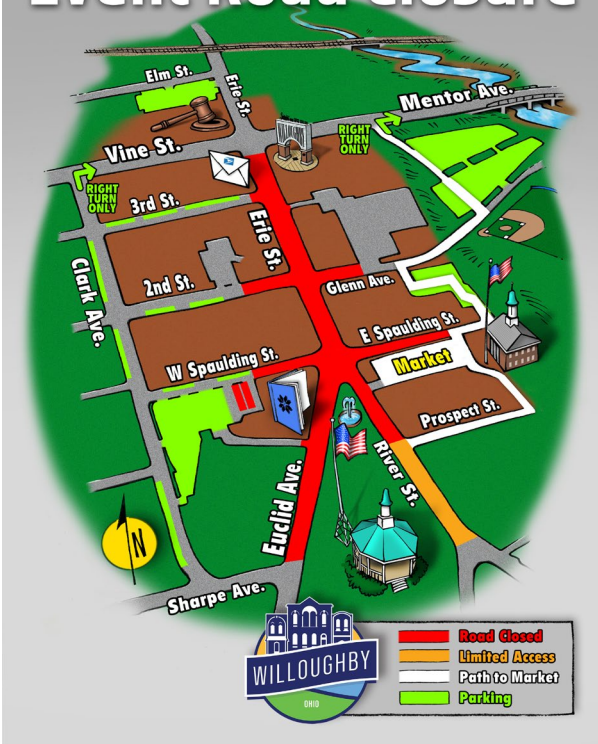 Event Road Closure
Elm St.
Erie St.
Mentor Ave.
Vine St.
RIGHT
TURN
ONLY
WILLOUGHBY
RIGHT
TURN
ONLY
3rd St.
Erie St.
Clark Ave.
2nd St.
Glenn Ave.
E Spaulding St.
W Spaulding St.
Market
Prospect St.
River St.
Euclid Ave.
N
Sharpe Ave.
WILLOUGHBY
OHIO
Road Closed
Limited Access
Path to Market
Parking